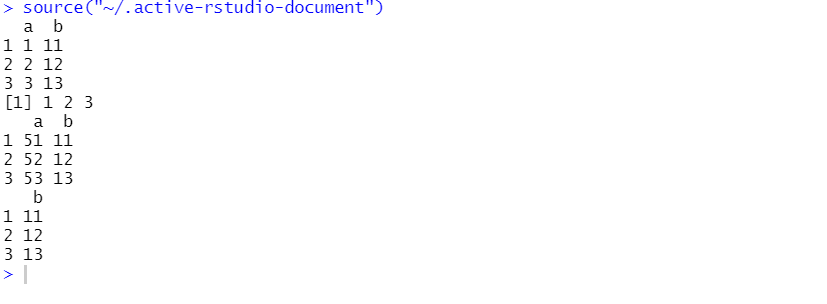 > source("~/.active-rstudio-document")
  a  b
1 1 11
2 2 12
3 3 13
[1] 1 2 3
   a  b
1 51 11
2 52 12
3 53 13
   b
1 11
2 12
3 13
>